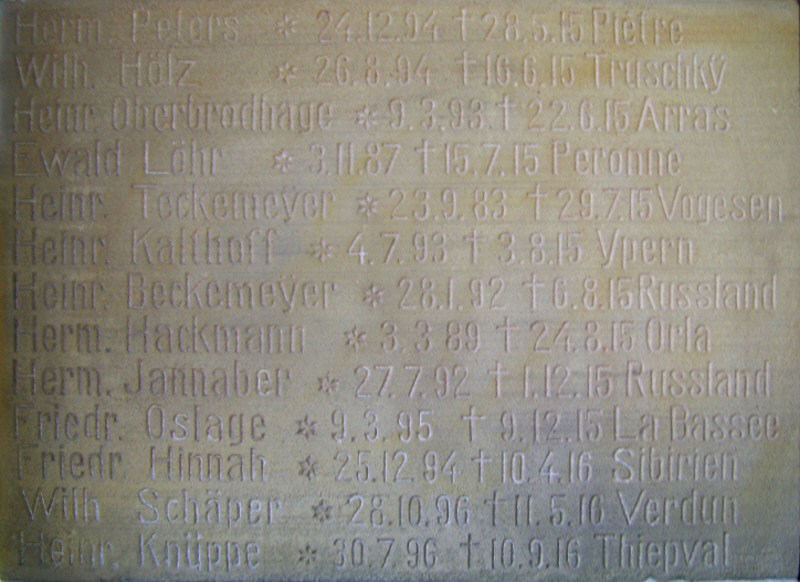 Herm. Peters * 24.12.94 † 28.5.15 Piètre
Wilh. Hölz * 26.8.94 † 16.6.15 Truschkÿ
Heinr. Oberbrodhage * 9.3.93. † 22.6.15 Arras
Ewald Löhr * 3.11.87 † 15.7.15 Peronne
Heinr. Teckemeÿer * 23.9.83 † 29.7.15 Vogesen
Heinr. Kalthoff * 4.7.93 † 3.8.15 Ypern
Heinr. Beckemeÿer * 28.1.92 † 6.8.15 Russland
Herm. Hackmann * 3.3 89 † 24.8.15 Orla
Herm. Jannaber * 27.7.92 † 1.12.15 Russland
Friedr. Ostage * 9.3.95 † 9.12.15 La Bassée
Friedr. Hinnah * 25.12.94 † 10.4.16 Sibirien
Wilh Schäper * 28.10.96 † 11.5.16 Verdun
Heinr. Knüppe * 30.7.96 † 10.9.16 Thiepval